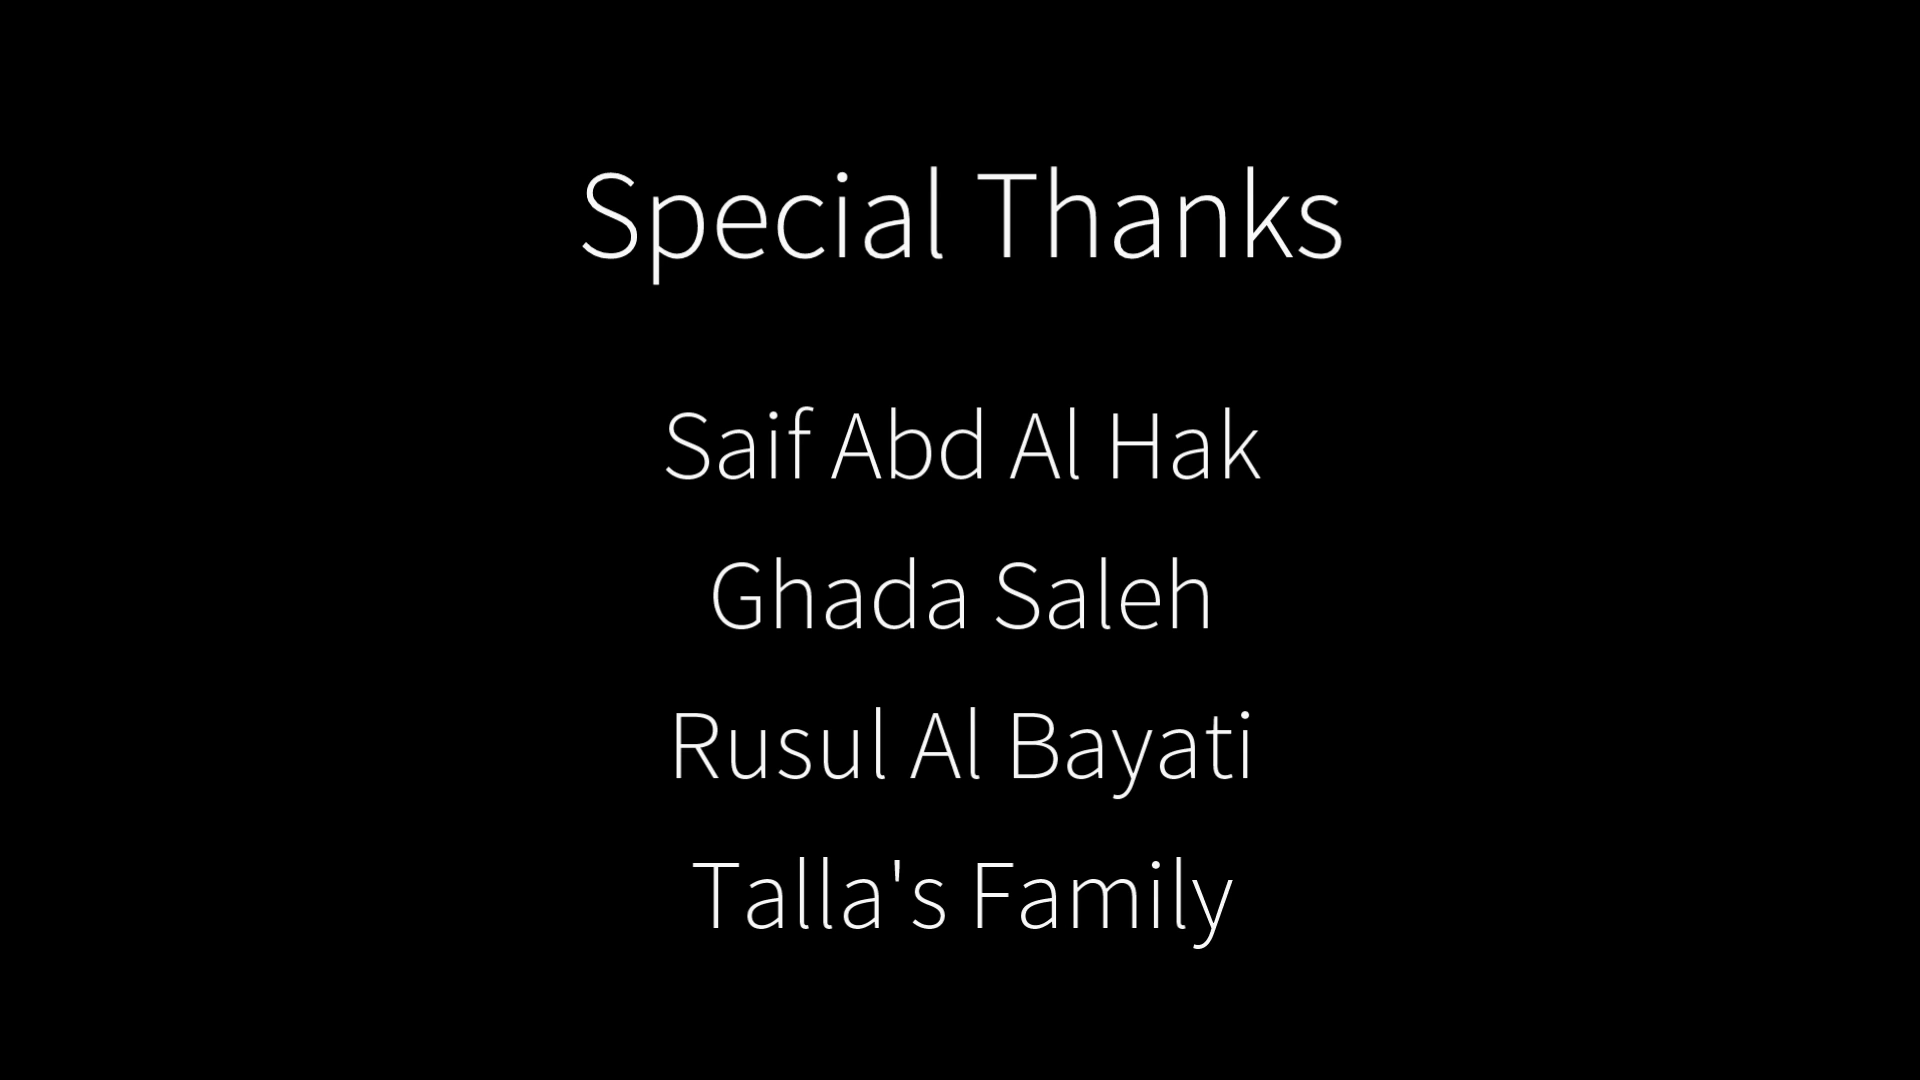 Special Thanks
Saif Abd Al Hak
Ghada Saleh
Rusul Al Bayati
Talla's Family